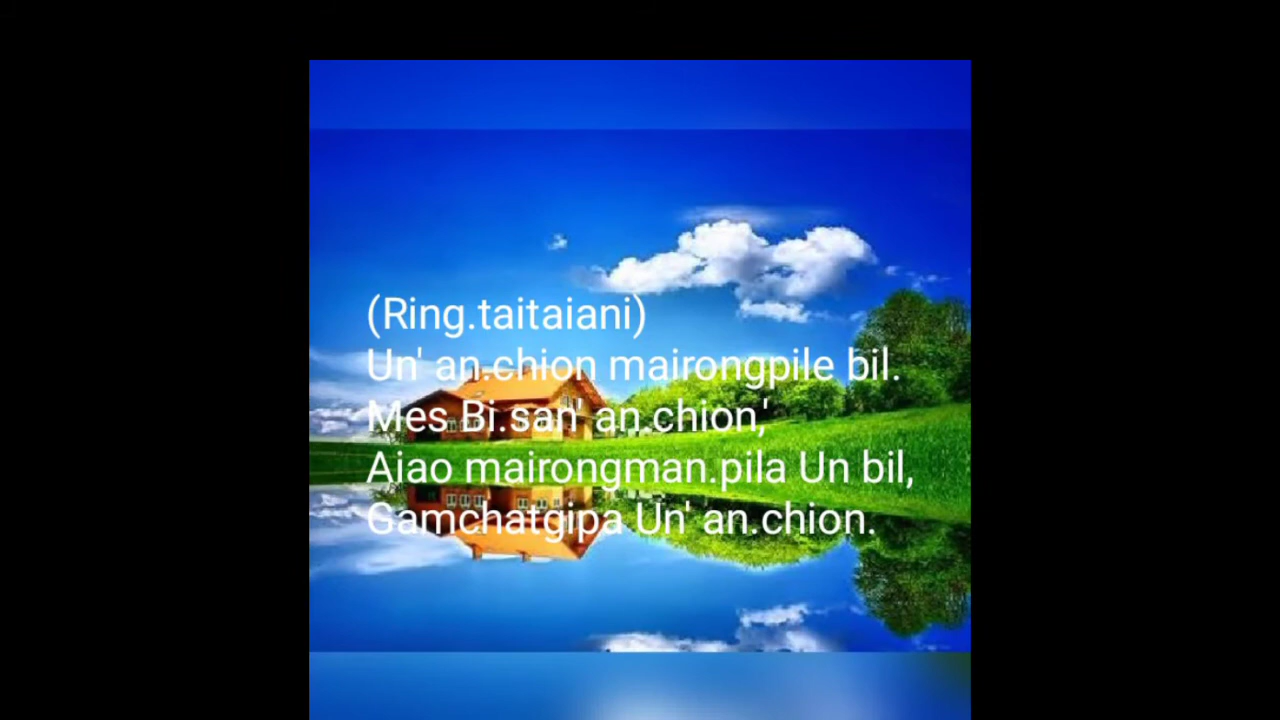 (Ring.taitaiani)
Un' an.chion mairongpile bil.
Mes Bi.san' an.chion,'
Aiao mairongman.pila Un bil,
Gamchatgipa Un' an.chion.